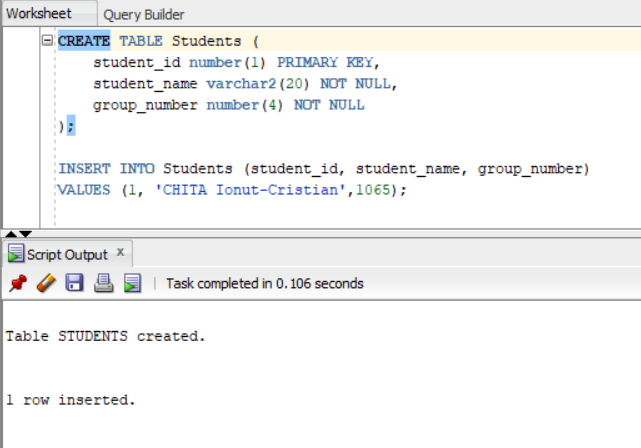 Worksheet Query Builder
CREATE TABLE Students (
student_id number(1) PRIMARY KEY,
student_name varchar2(20) NOT NULL,
group_number number(4) NOT NULL
);
INSERT INTO Students (student_id, student_name, group_number)
VALUES (1, 'CHITA Ionut-Cristian',1065);
Script Output x
Task completed in 0.106 seconds
Table STUDENTS created.
1 row inserted.